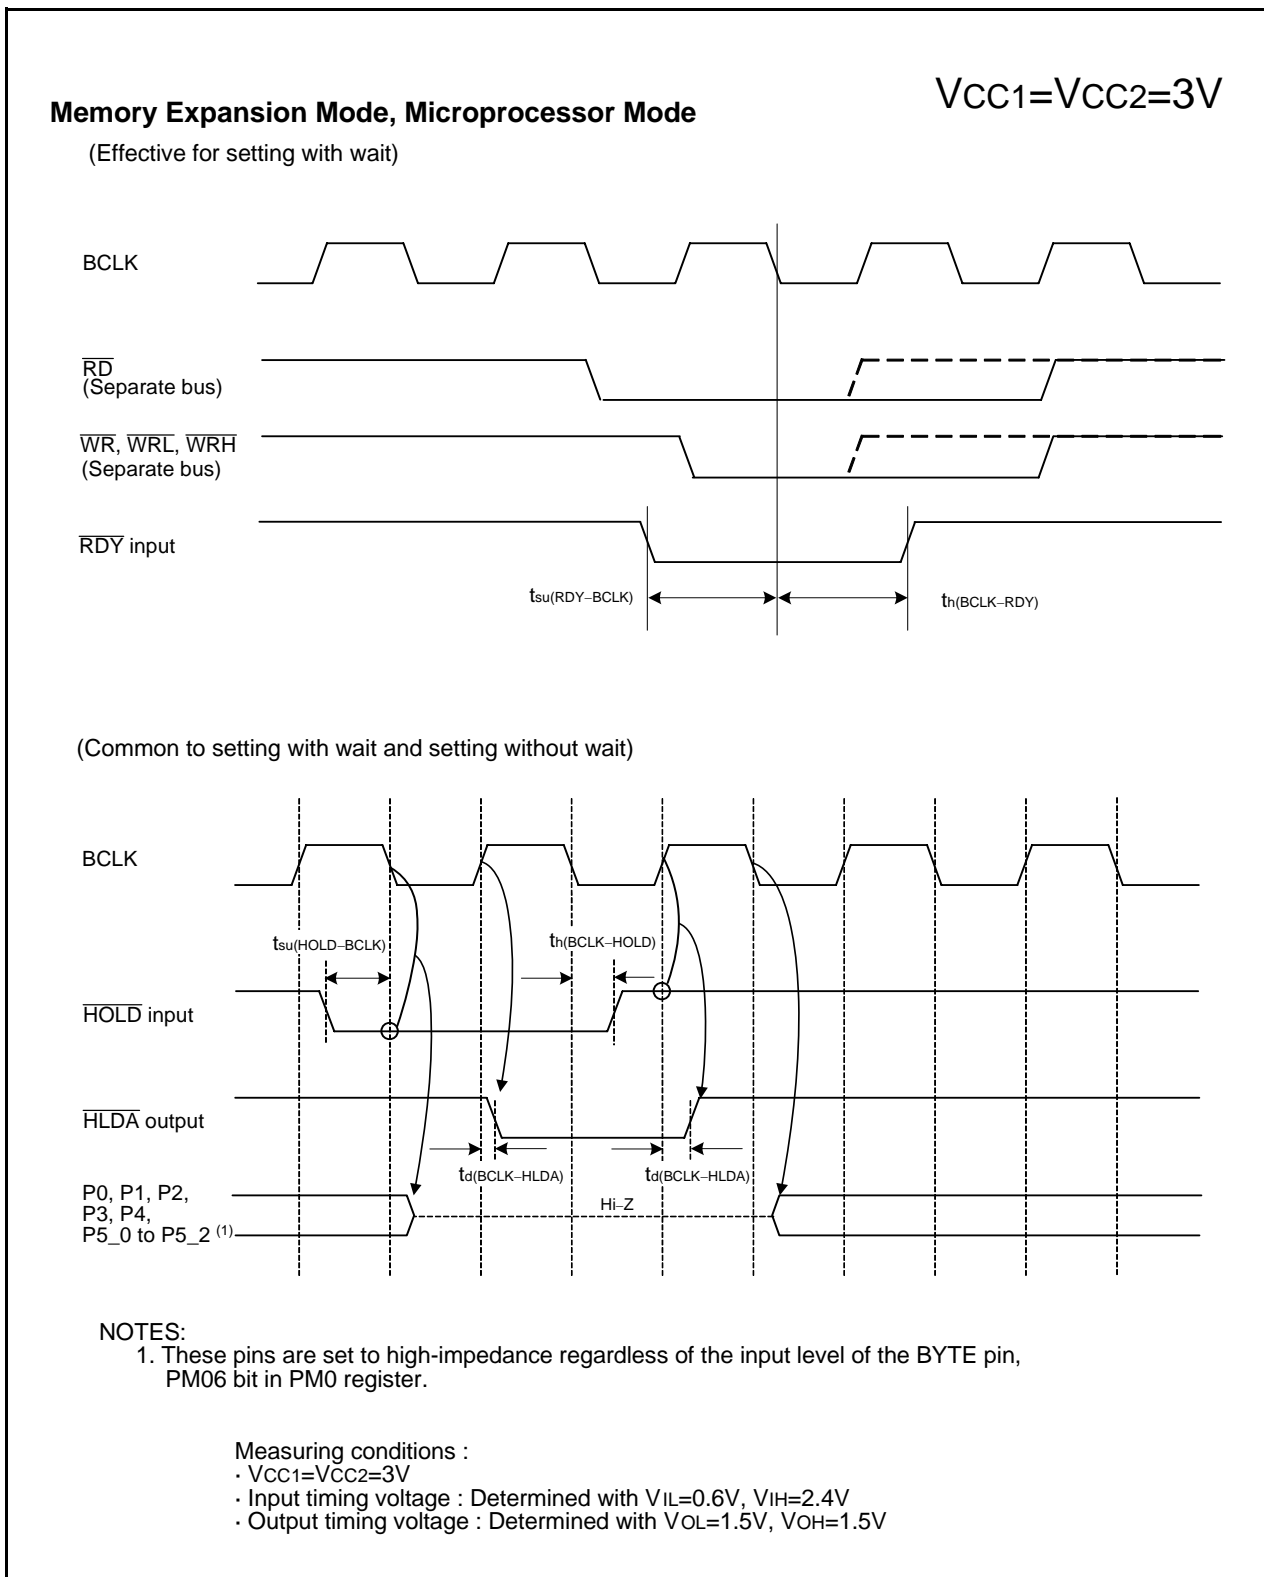 VCC1=VCC2=3V
Memory Expansion Mode, Microprocessor Mode
(Effective for setting with wait)
BCLK
RD
(Separate bus)
WR, WRL, WRH
(Separate bus)
RDY input
tsu(RDY–BCLK)
th(BCLK–RDY)
(Common to setting with wait and setting without wait)
BCLK
tsu(HOLD–BCLK)
th(BCLK–HOLD)
HOLD input
HLDA output
td(BCLK–HLDA)
td(BCLK–HLDA)
P0, P1, P2,
P3, P4,
P5_0 to P5_2 (1)
Hi–Z
NOTES:
1. These pins are set to high-impedance regardless of the input level of the BYTE pin,
PM06 bit in PM0 register.
Measuring conditions :
· VCC1=VCC2=3V
· Input timing voltage : Determined with VIL=0.6V, VIH=2.4V
· Output timing voltage : Determined with VOL=1.5V, VOH=1.5V